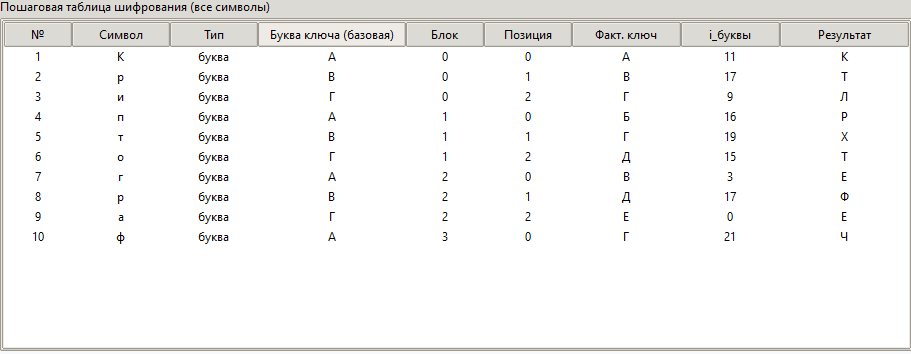 Пошаговая таблица шифрования (все символы)
№ Символ Тип Буква ключа (базовая) Блок Позиция Факт. ключ i_буквы Результат
1 К буква А 0 0 А 11 К
2 р буква В 0 1 В 17 Т
3 и буква Г 0 2 Г 9 Л
4 п буква А 1 0 Б 16 Р
5 т буква В 1 1 Г 19 Х
6 о буква Г 1 2 Д 15 Т
7 г буква А 2 0 В 3 Е
8 р буква В 2 1 Д 17 Ф
9 а буква Г 2 2 Е 0 Е
10 ф буква А 3 0 Г 21 Ч